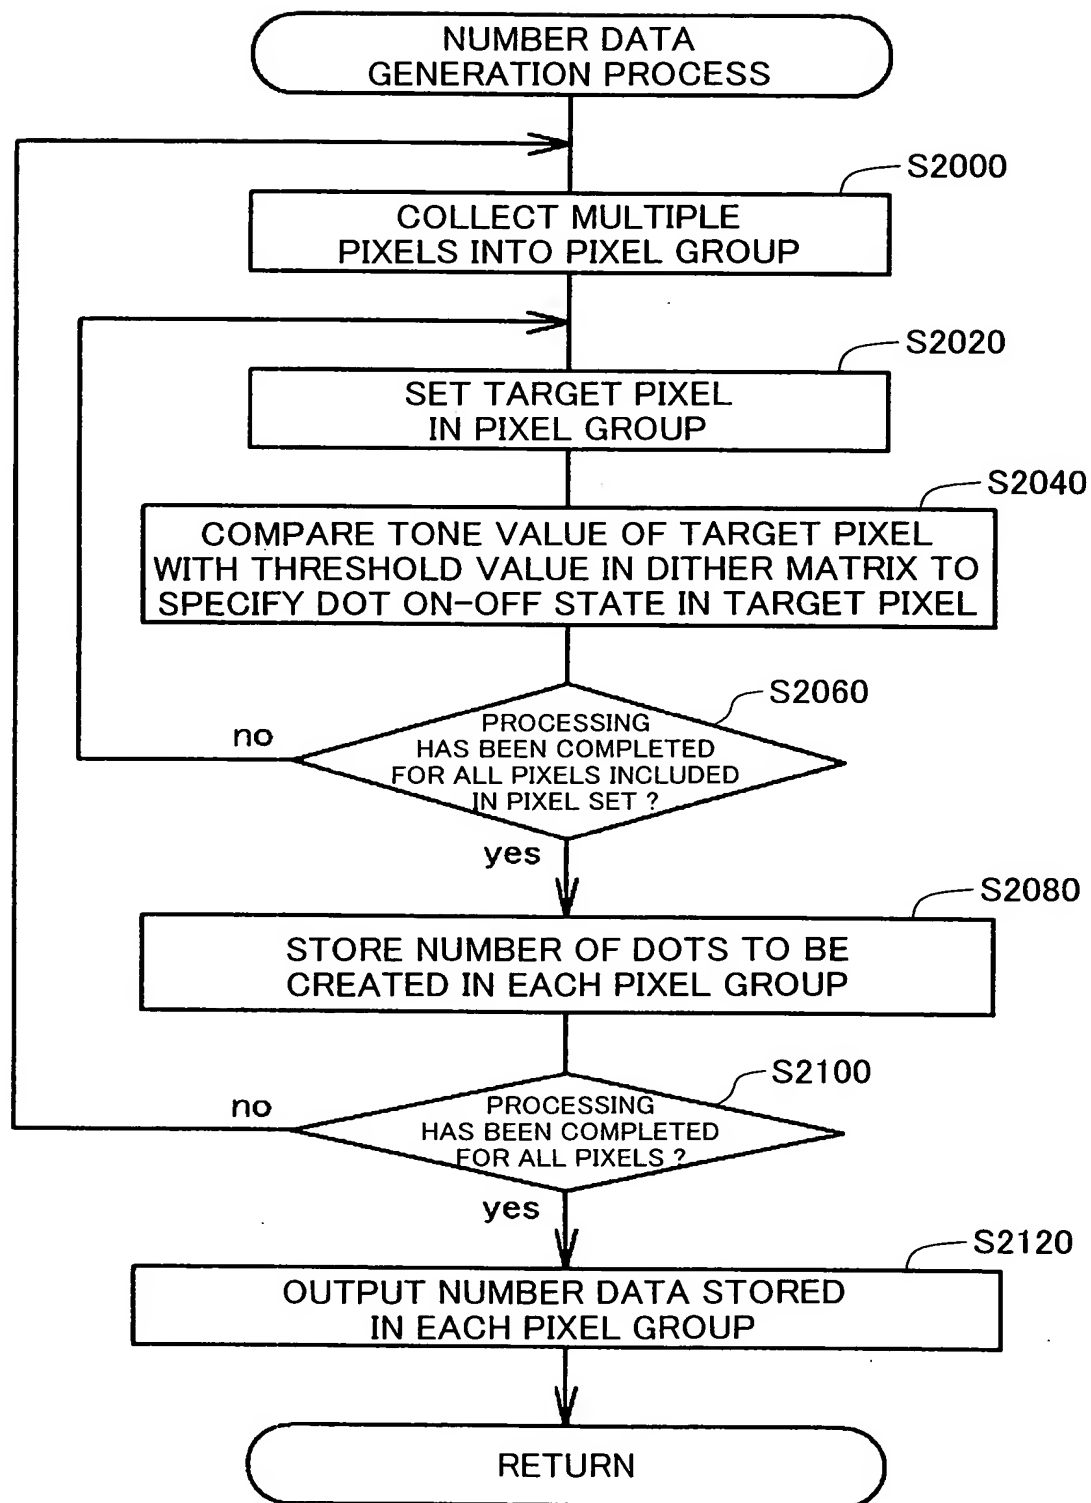 NUMBER DATA
GENERATION PROCESS
S2000
COLLECT MULTIPLE
PIXELS INTO PIXEL GROUP
S2020
SET TARGET PIXEL
IN PIXEL GROUP
S2040
COMPARE TONE VALUE OF TARGET PIXEL
WITH THRESHOLD VALUE IN DITHER MATRIX TO
SPECIFY DOT ON-OFF STATE IN TARGET PIXEL
S2060
no
PROCESSING
HAS BEEN COMPLETED
FOR ALL PIXELS INCLUDED
IN PIXEL SET ?
yes
S2080
STORE NUMBER OF DOTS TO BE
CREATED IN EACH PIXEL GROUP
S2100
no
PROCESSING
HAS BEEN COMPLETED
FOR ALL PIXELS ?
yes
S2120
OUTPUT NUMBER DATA STORED
IN EACH PIXEL GROUP
RETURN